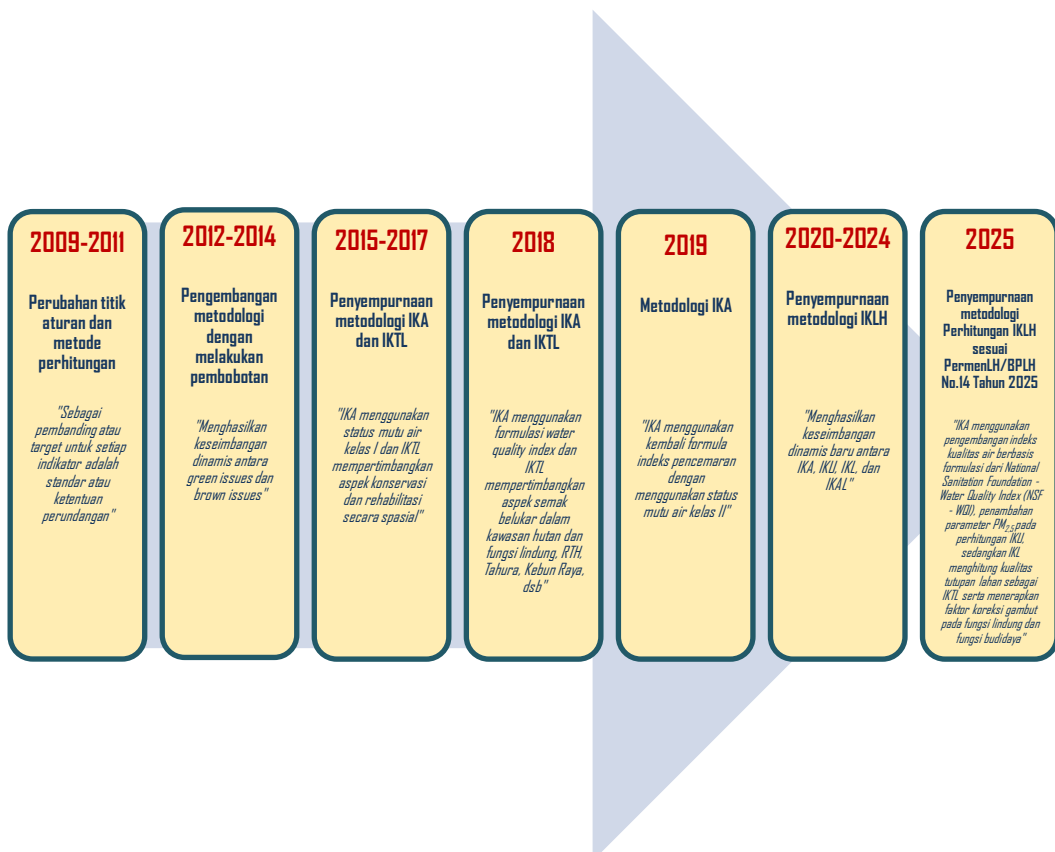 2009-2011
Perubahan titik
aturan dan
metode
perhitungan
"Sebagai
pembanding atau
target untuk setiap
indikator adalah
standar atau
ketentuan
perundangan"
2012-2014
Pengembangan
metodologi
dengan
melakukan
pembobotan
"Menghasilkan
keseimbangan
dinamis antara
green issues dan
brown issues"
2015-2017
Penyempurnaan
metodologi IKA
dan IKTL
"IKA menggunakan
status mutu air
kelas I dan IKTL
mempertimbangkan
aspek konservasi
dan rehabilitasi
secara spasial"
2018
Penyempurnaan
metodologi IKA
dan IKTL
"IKA menggunakan
formulasi water
quality index dan
IKTL
mempertimbangkan
aspek semak
belukar dalam
kawasan hutan dan
fungsi lindung, RTH,
Tahura, Kebun Raya,
dsb"
2019
Metodologi IKA
"IKA menggunakan
kembali formula
indeks pencemaran
dengan
menggunakan status
mutu air kelas II"
2020-2024
Penyempurnaan
metodologi IKLH
"Menghasilkan
keseimbangan
dinamis baru antara
IKA, IKU, IKL, dan
IKAL"
2025
Penyempurnaan
metodologi
Perhitungan IKLH
sesuai
PermenLH/BPLH
No.14 Tahun 2025
"IKA menggunakan
pengembangan indeks
kualitas air berbasis
formulasi dari National
Sanitation Foundation -
Water Quality Index (NSF
- WQI), penambahan
parameter PM2,5 pada
perhitungan IKU,
sedangkan IKL
menghitung kualitas
tutupan lahan sebagai
IKTL serta menerapkan
faktor koreksi gambut
pada fungsi lindung dan
fungsi budidaya"